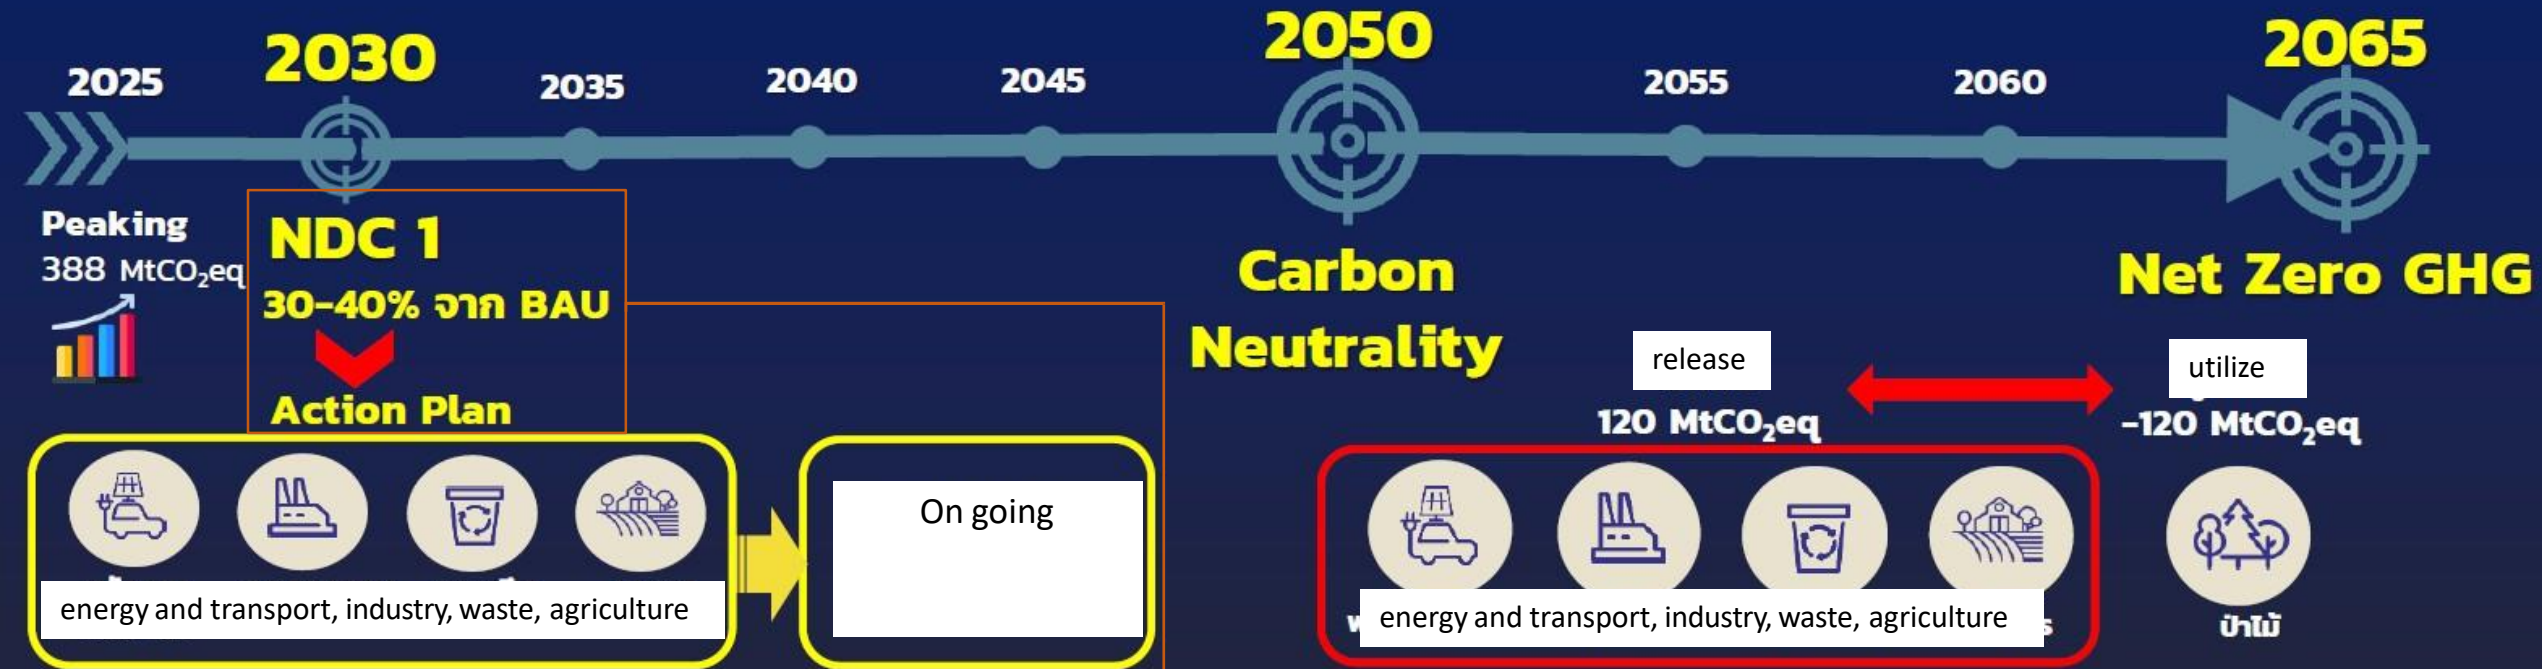 2025
2030
2035
2040
2045
2050
2055
2060
2065
Peaking
388 MtCO₂eq
NDC 1
30-40% จาก BAU
Action Plan
Carbon
Neutrality
Net Zero GHG
release
120 MtCO₂eq
utilize
-120 MtCO₂eq
On going
energy and transport, industry, waste, agriculture
energy and transport, industry, waste, agriculture
ป่าไม้